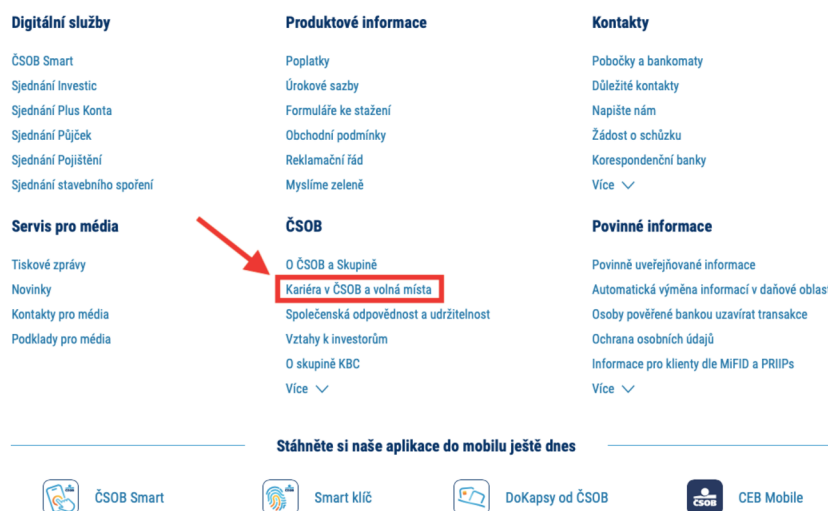 Digitální služby
ČSOB Smart
Sjednání Investic
Sjednání Plus Konta
Sjednání Půjček
Sjednání Pojištění
Sjednání stavebního spoření
Produktové informace
Poplatky
Úrokové sazby
Formuláře ke stažení
Obchodní podmínky
Reklamační řád
Myslíme zeleně
Kontakty
Pobočky a bankomaty
Důležité kontakty
Napište nám
Žádost o schůzku
Korespondenční banky
Více
Servis pro média
Tiskové zprávy
Novinky
Kontakty pro média
Podklady pro média
ČSOB
O ČSOB a Skupině
Kariéra v ČSOB a volná místa
Společenská odpovědnost a udržitelnost
Vztahy k investorům
O skupině KBC
Více
Povinné informace
Povinně uveřejňované informace
Automatická výměna informací v daňové oblast
Osoby pověřené bankou uzavírat transakce
Ochrana osobních údajů
Informace pro klienty dle MiFID a PRIIPs
Více
Stáhněte si naše aplikace do mobilu ještě dnes
ČSOB Smart
Smart klíč
DoKapsy od ČSOB
ČSOB
CEB Mobile